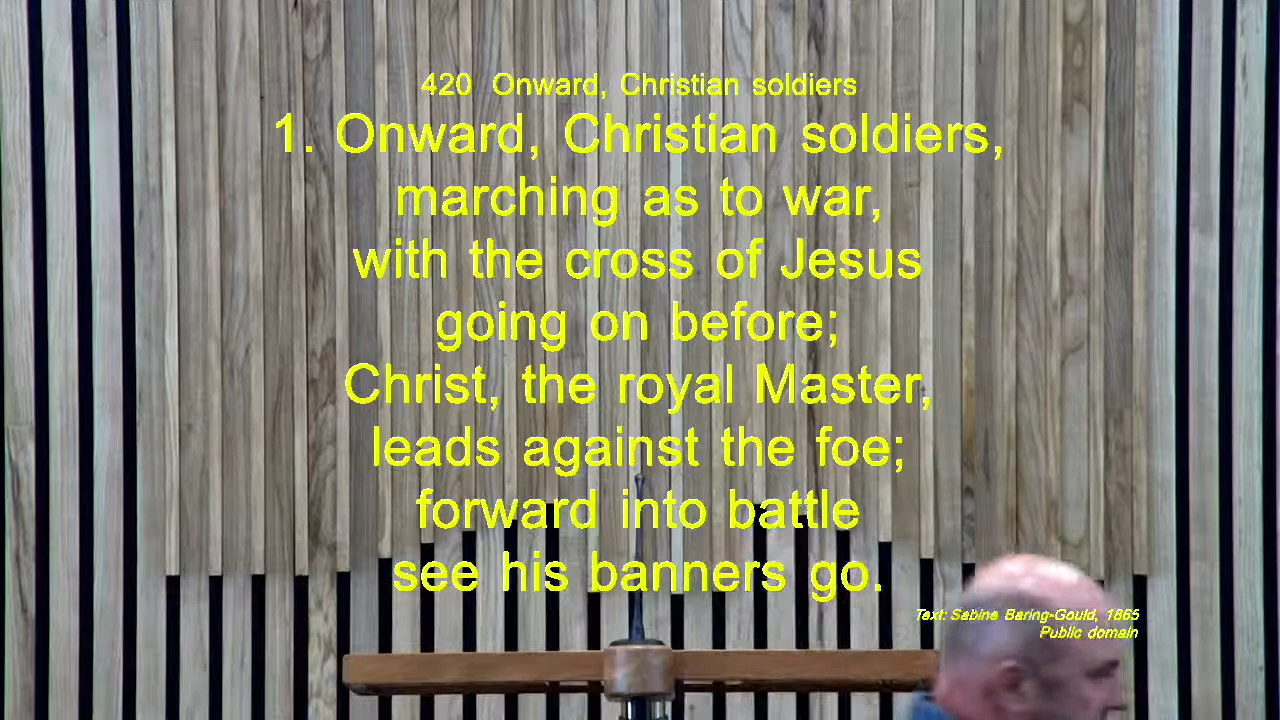 420 Onward, Christian soldiers
1. Onward, Christian soldiers,
marching as to war,
with the cross of Jesus
going on before;
Christ, the royal Master,
leads against the foe;
forward into battle
see his banners go.
Text: Sabine Baring-Gould, 1865
Public domain